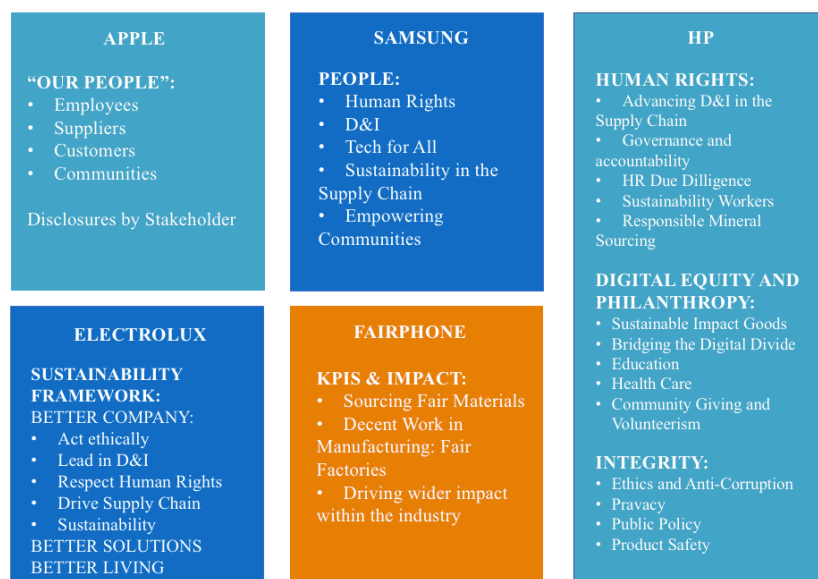 APPLE
“OUR PEOPLE”:
• Employees
• Suppliers
• Customers
• Communities
Disclosures by Stakeholder
SAMSUNG
PEOPLE:
• Human Rights
• D&I
• Tech for All
• Sustainability in the
Supply Chain
• Empowering
Communities
HP
HUMAN RIGHTS:
• Advancing D&I in the
Supply Chain
• Governance and
accountability
• HR Due Dilligence
• Sustainability Workers
• Responsible Mineral
Sourcing
DIGITAL EQUITY AND
PHILANTHROPY:
• Sustainable Impact Goods
• Bridging the Digital Divide
• Education
• Health Care
• Community Giving and
Volunteerism
INTEGRITY:
• Ethics and Anti-Corruption
• Pravacy
• Public Policy
• Product Safety
ELECTROLUX
SUSTAINABILITY
FRAMEWORK:
BETTER COMPANY:
• Act ethically
• Lead in D&I
• Respect Human Rights
• Drive Supply Chain
• Sustainability
BETTER SOLUTIONS
BETTER LIVING
FAIRPHONE
KPIS & IMPACT:
• Sourcing Fair Materials
• Decent Work in
Manufacturing: Fair
Factories
• Driving wider impact
within the industry